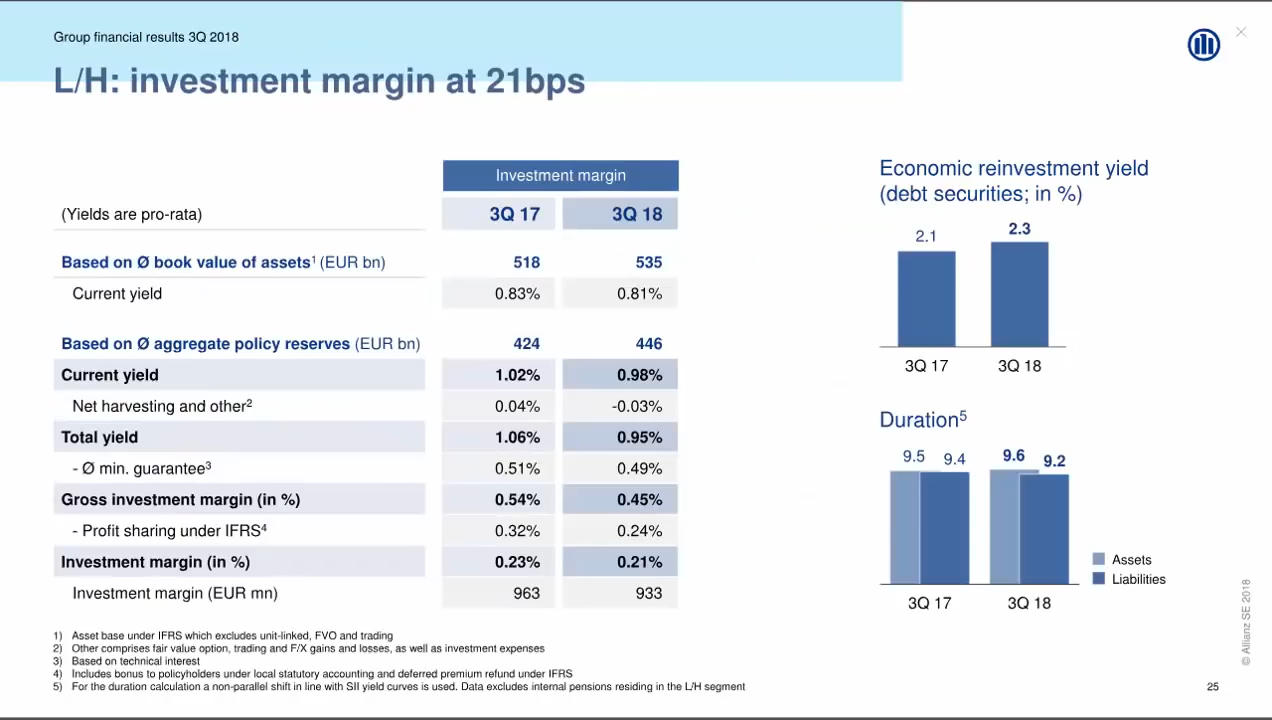 Group financial results 3Q 2018
L/H: investment margin at 21bps
Investment margin
(Yields are pro-rata) 3Q 17 3Q 18
Based on Ø book value of assets¹ (EUR bn) 518 535
Current yield 0.83% 0.81%
Based on Ø aggregate policy reserves (EUR bn) 424 446
Current yield 1.02% 0.98%
Net harvesting and other² 0.04% -0.03%
Total yield 1.06% 0.95%
- Ø min. guarantee³ 0.51% 0.49%
Gross investment margin (in %) 0.54% 0.45%
- Profit sharing under IFRS⁴ 0.32% 0.24%
Investment margin (in %) 0.23% 0.21%
Investment margin (EUR mn) 963 933
Economic reinvestment yield
(debt securities; in %)
2.1 2.3
3Q 17 3Q 18
Duration⁵
9.5 9.4 9.6 9.2
Assets
Liabilities
3Q 17 3Q 18
1) Asset base under IFRS which excludes unit-linked, FVO and trading
2) Other comprises fair value option, trading and F/X gains and losses, as well as investment expenses
3) Based on technical interest
4) Includes bonus to policyholders under local statutory accounting and deferred premium refund under IFRS
5) For the duration calculation a non-parallel shift in line with SII yield curves is used. Data excludes internal pensions residing in the L/H segment
© Allianz SE 2018
25